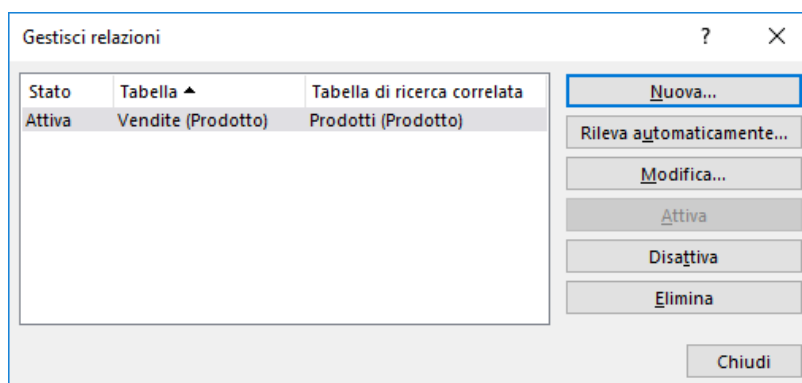 Gestisci relazioni ? ×
Stato Tabella ▲ Tabella di ricerca correlata
Attiva Vendite (Prodotto) Prodotti (Prodotto)
Nuova...
Rileva automaticamente...
Modifica...
Attiva
Disattiva
Elimina
Chiudi